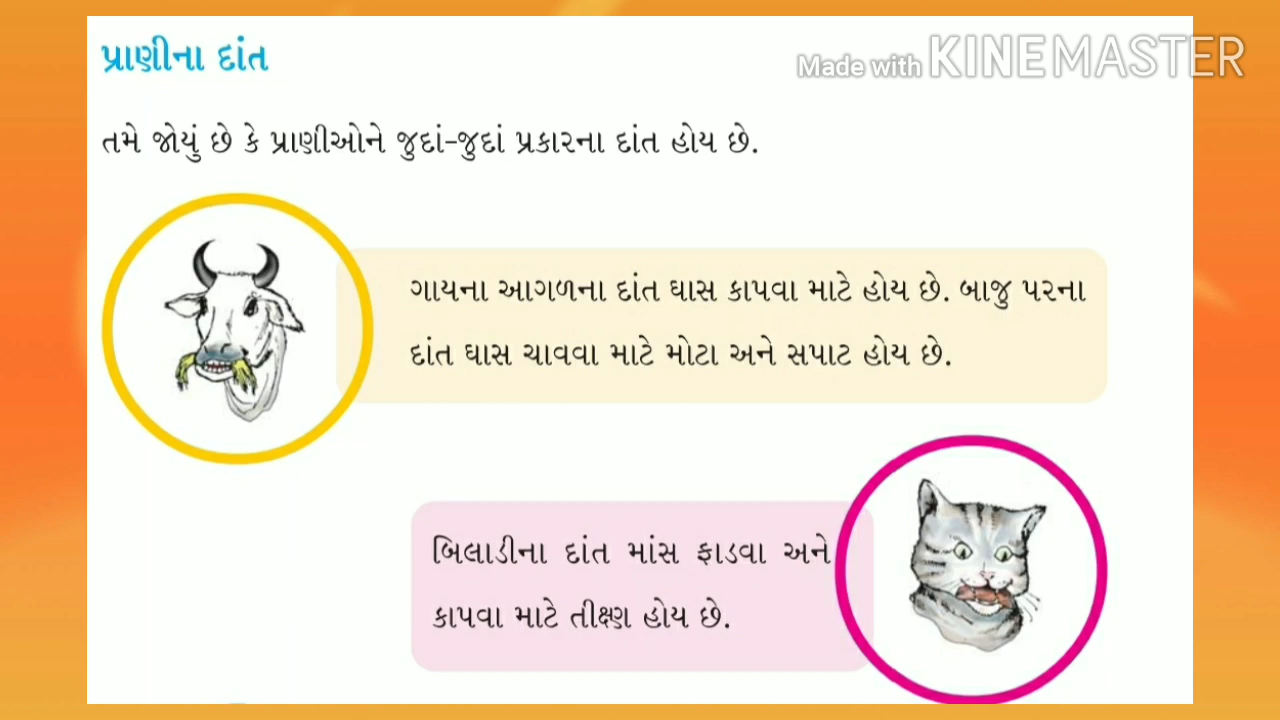 પ્રાણીના દાંત
Made with KINEMASTER
તમે જોયું છે કે પ્રાણીઓને જુદાં-જુદાં પ્રકારના દાંત હોય છે.
ગાયના આગળના દાંત ઘાસ કાપવા માટે હોય છે. બાજુ પરના
દાંત ઘાસ ચાવવા માટે મોટા અને સપાટ હોય છે.
બિલાડીના દાંત માંસ ફાડવા અને
કાપવા માટે તીક્ષ્ણ હોય છે.